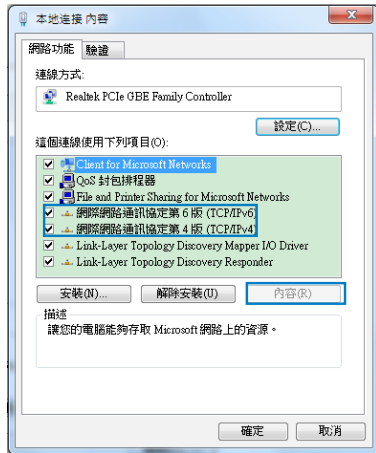 本地连接 内容
網路功能 驗證
連線方式:
Realtek PCIe GBE Family Controller
設定(C)...
這個連線使用下列項目(O):
Client for Microsoft Networks
QoS 封包排程器
File and Printer Sharing for Microsoft Networks
網際網路通訊協定第 6 版 (TCP/IPv6)
網際網路通訊協定第 4 版 (TCP/IPv4)
Link-Layer Topology Discovery Mapper I/O Driver
Link-Layer Topology Discovery Responder
安裝(N)... 解除安裝(U) 內容(R)
描述
讓您的電腦能夠存取 Microsoft 網路上的資源。
確定 取消